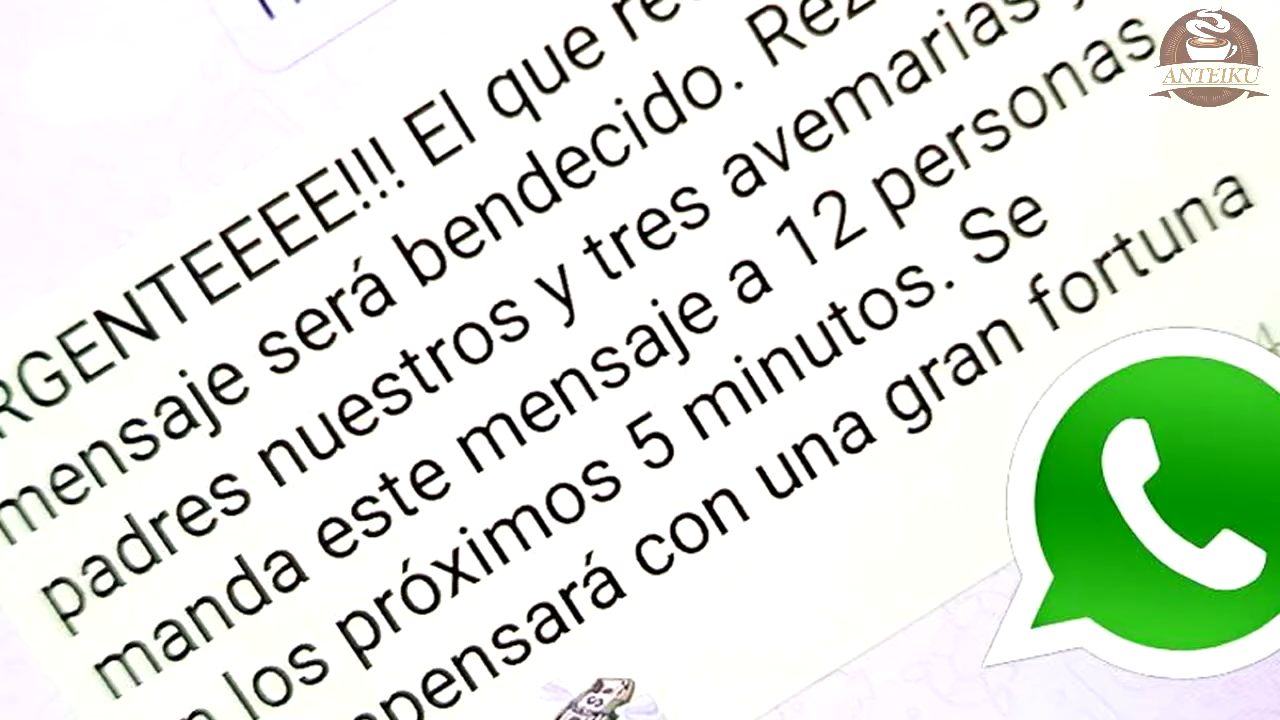 ANTEIKU
URGENTEEEE!!! El que
mensaje será bendecido.
padres nuestros y tres avemarias y
manda este mensaje a 12 personas
los próximos 5 minutos. Se
con una gran fortuna